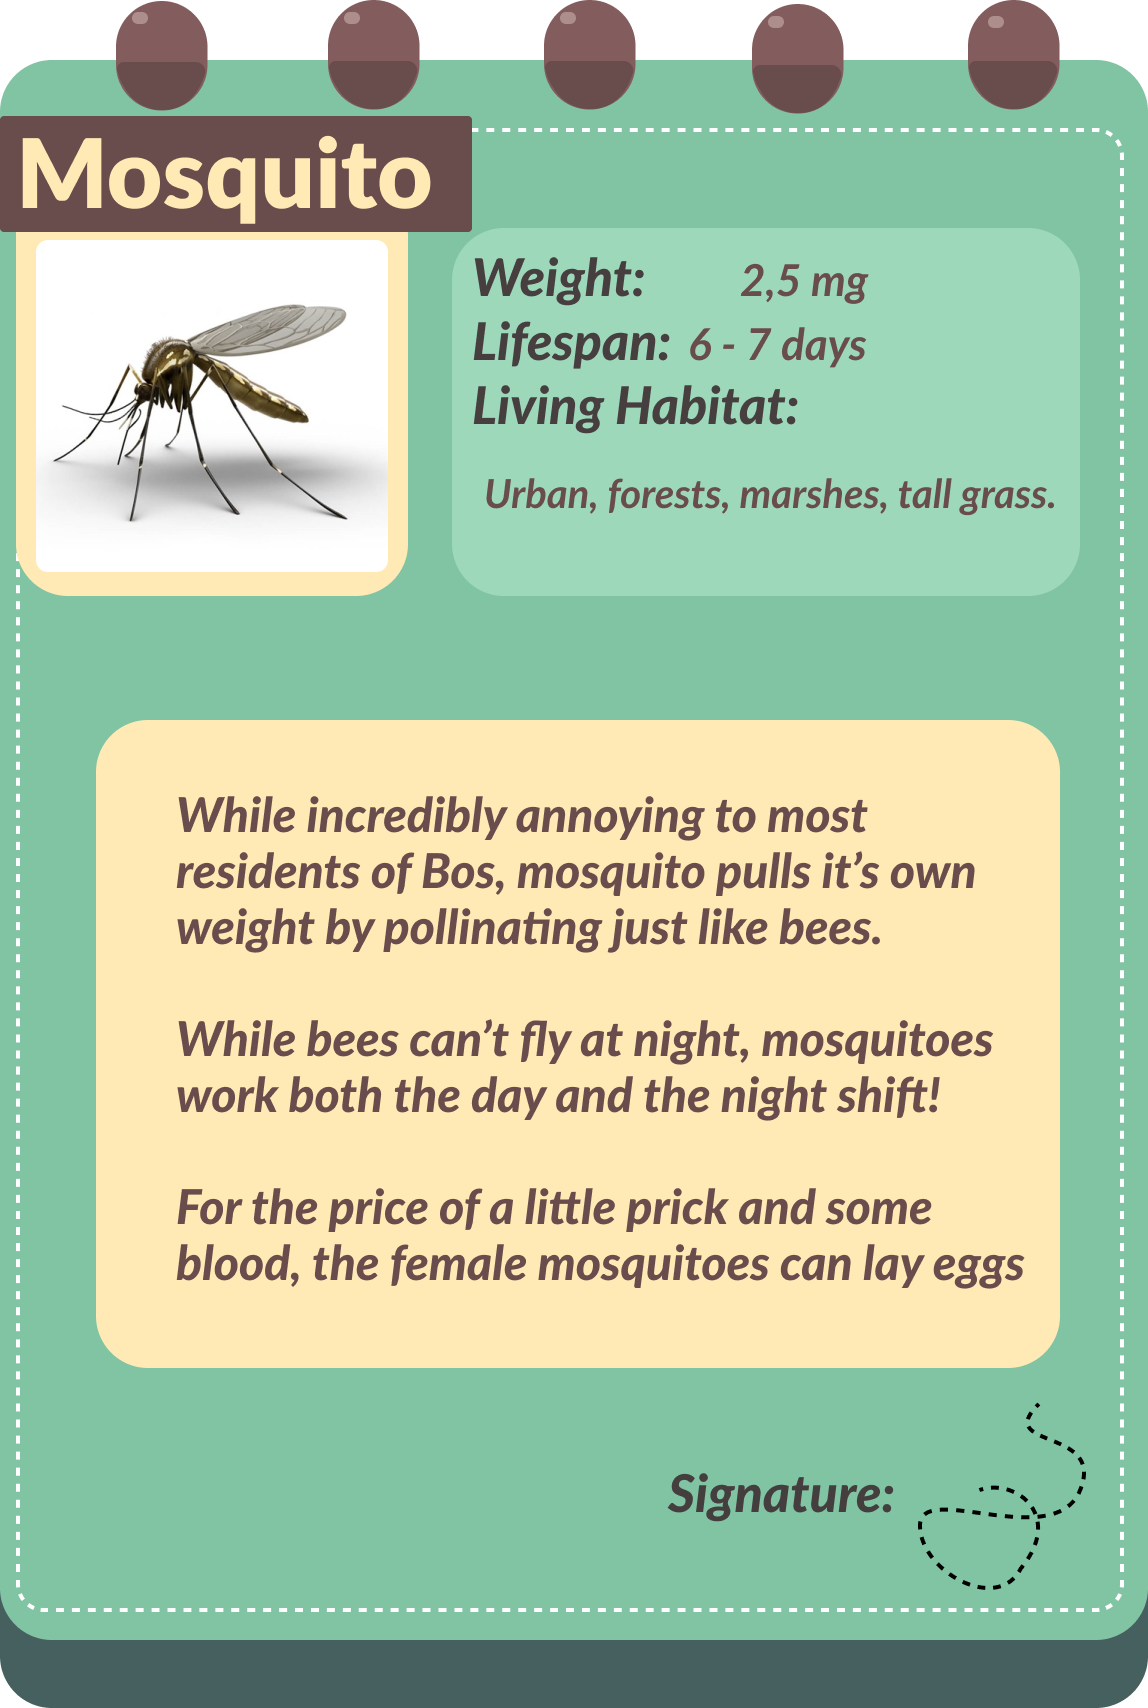 Mosquito
Weight: 2,5 mg
Lifespan: 6 - 7 days
Living Habitat:
Urban, forests, marshes, tall grass.
While incredibly annoying to most
residents of Bos, mosquito pulls it’s own
weight by pollinating just like bees.
While bees can’t fly at night, mosquitoes
work both the day and the night shift!
For the price of a little prick and some
blood, the female mosquitoes can lay eggs
Signature: